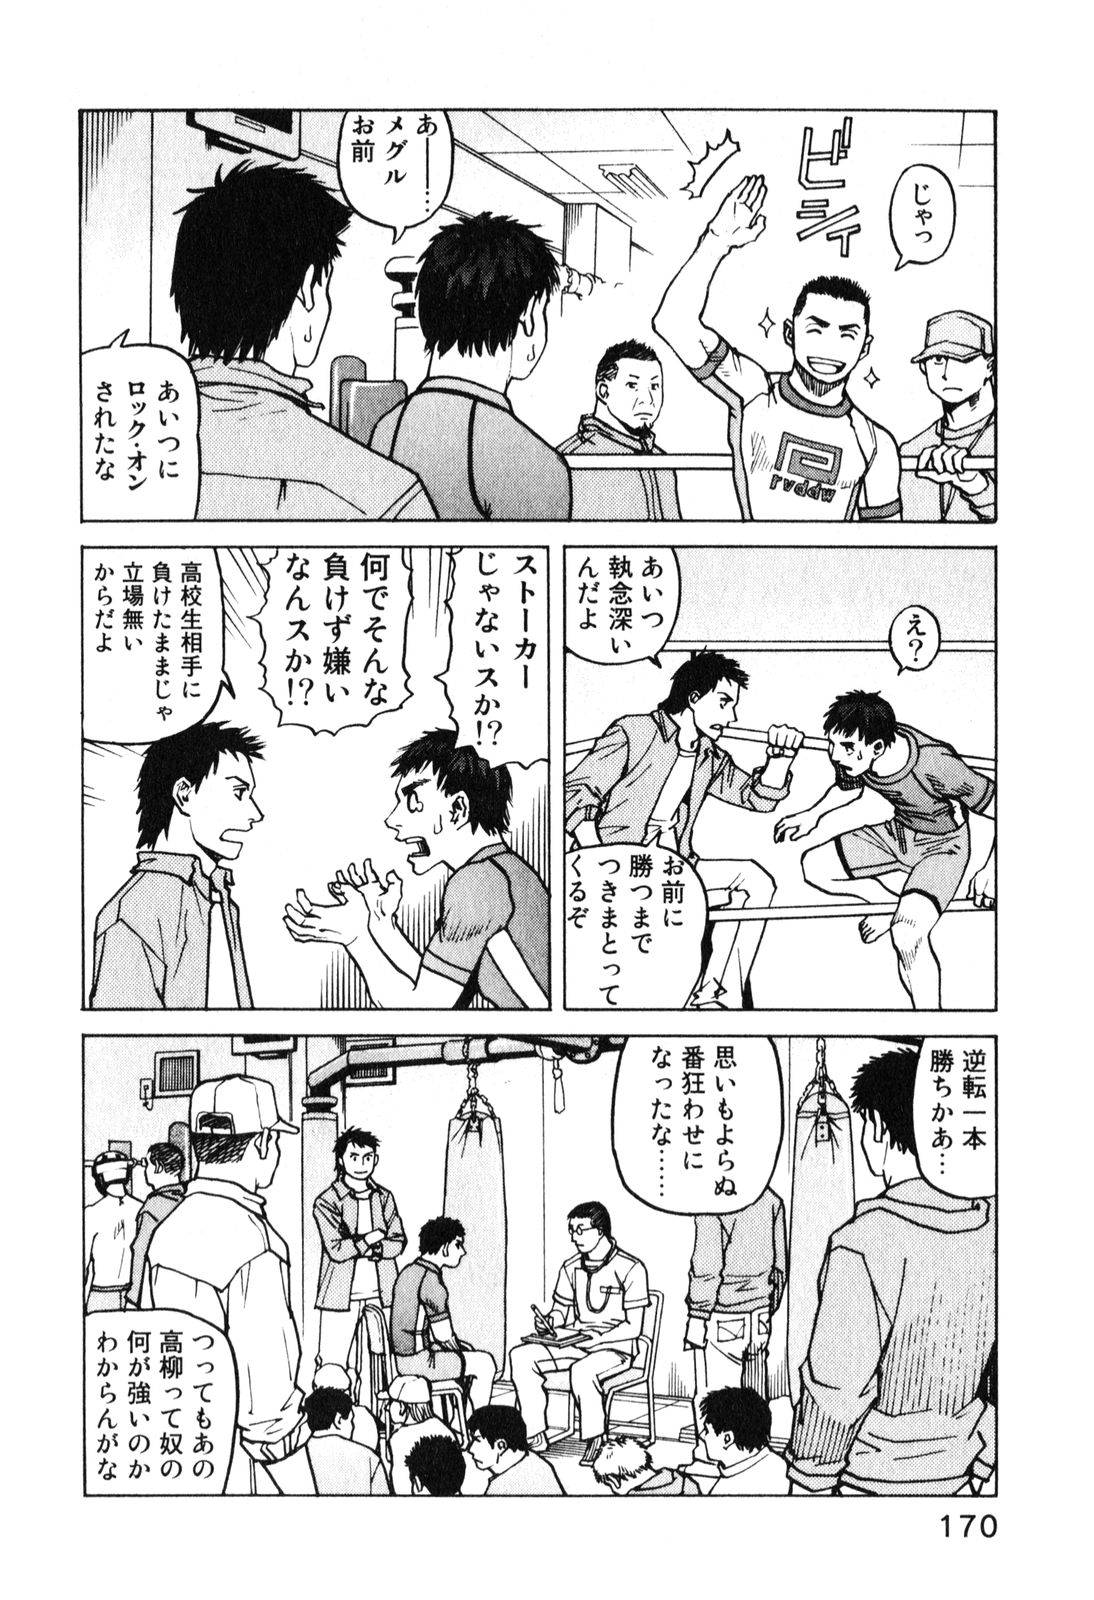 じゃっ
ビシィ
rvddw
あーー……
メグル
お前
あいつに
ロック・オン
されたな
え？
あいつ
執念深い
んだよ
お前に
勝つまで
つきまとって
くるぞ
ストーカー
じゃないスか!?
何でそんな
負けず嫌い
なんスか!?
高校生相手に
負けたままじゃ
立場無い
からだよ
逆転一本
勝ちかぁ…
思いもよらぬ
番狂わせに
なったな……
つってもあの
高柳って奴の
何が強いのか
わからんがな
170